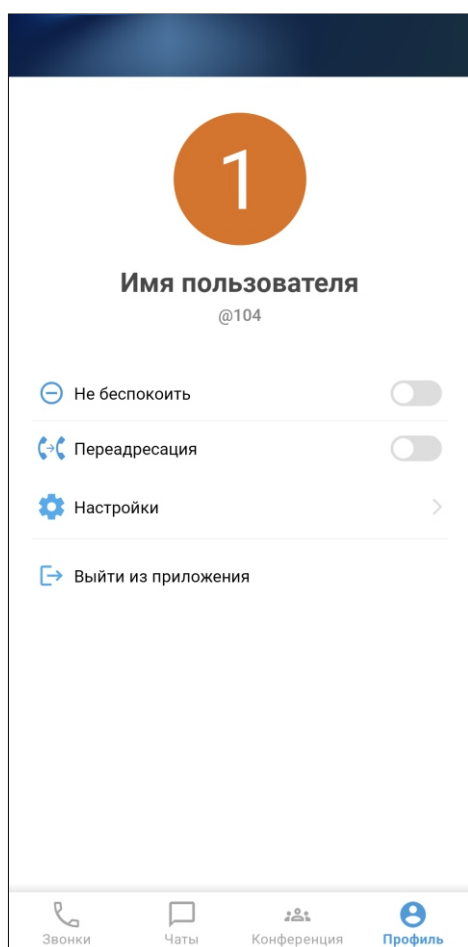 1
Имя пользователя
@104
Не беспокоить
Переадресация
Настройки
Выйти из приложения
Звонки Чаты Конференция Профиль